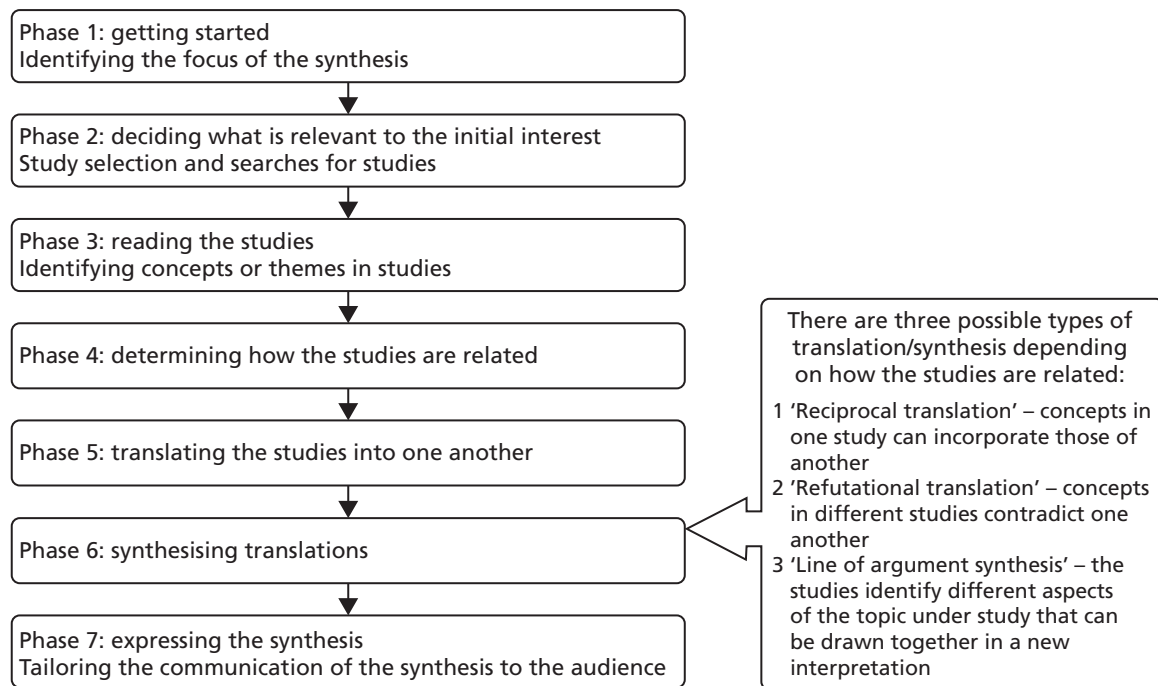 Phase 1: getting started
Identifying the focus of the synthesis
Phase 2: deciding what is relevant to the initial interest
Study selection and searches for studies
Phase 3: reading the studies
Identifying concepts or themes in studies
Phase 4: determining how the studies are related
Phase 5: translating the studies into one another
Phase 6: synthesising translations
Phase 7: expressing the synthesis
Tailoring the communication of the synthesis to the audience
There are three possible types of
translation/synthesis depending
on how the studies are related:
1 'Reciprocal translation' – concepts in
one study can incorporate those of
another
2 'Refutational translation' – concepts
in different studies contradict one
another
3 'Line of argument synthesis' – the
studies identify different aspects
of the topic under study that can
be drawn together in a new
interpretation